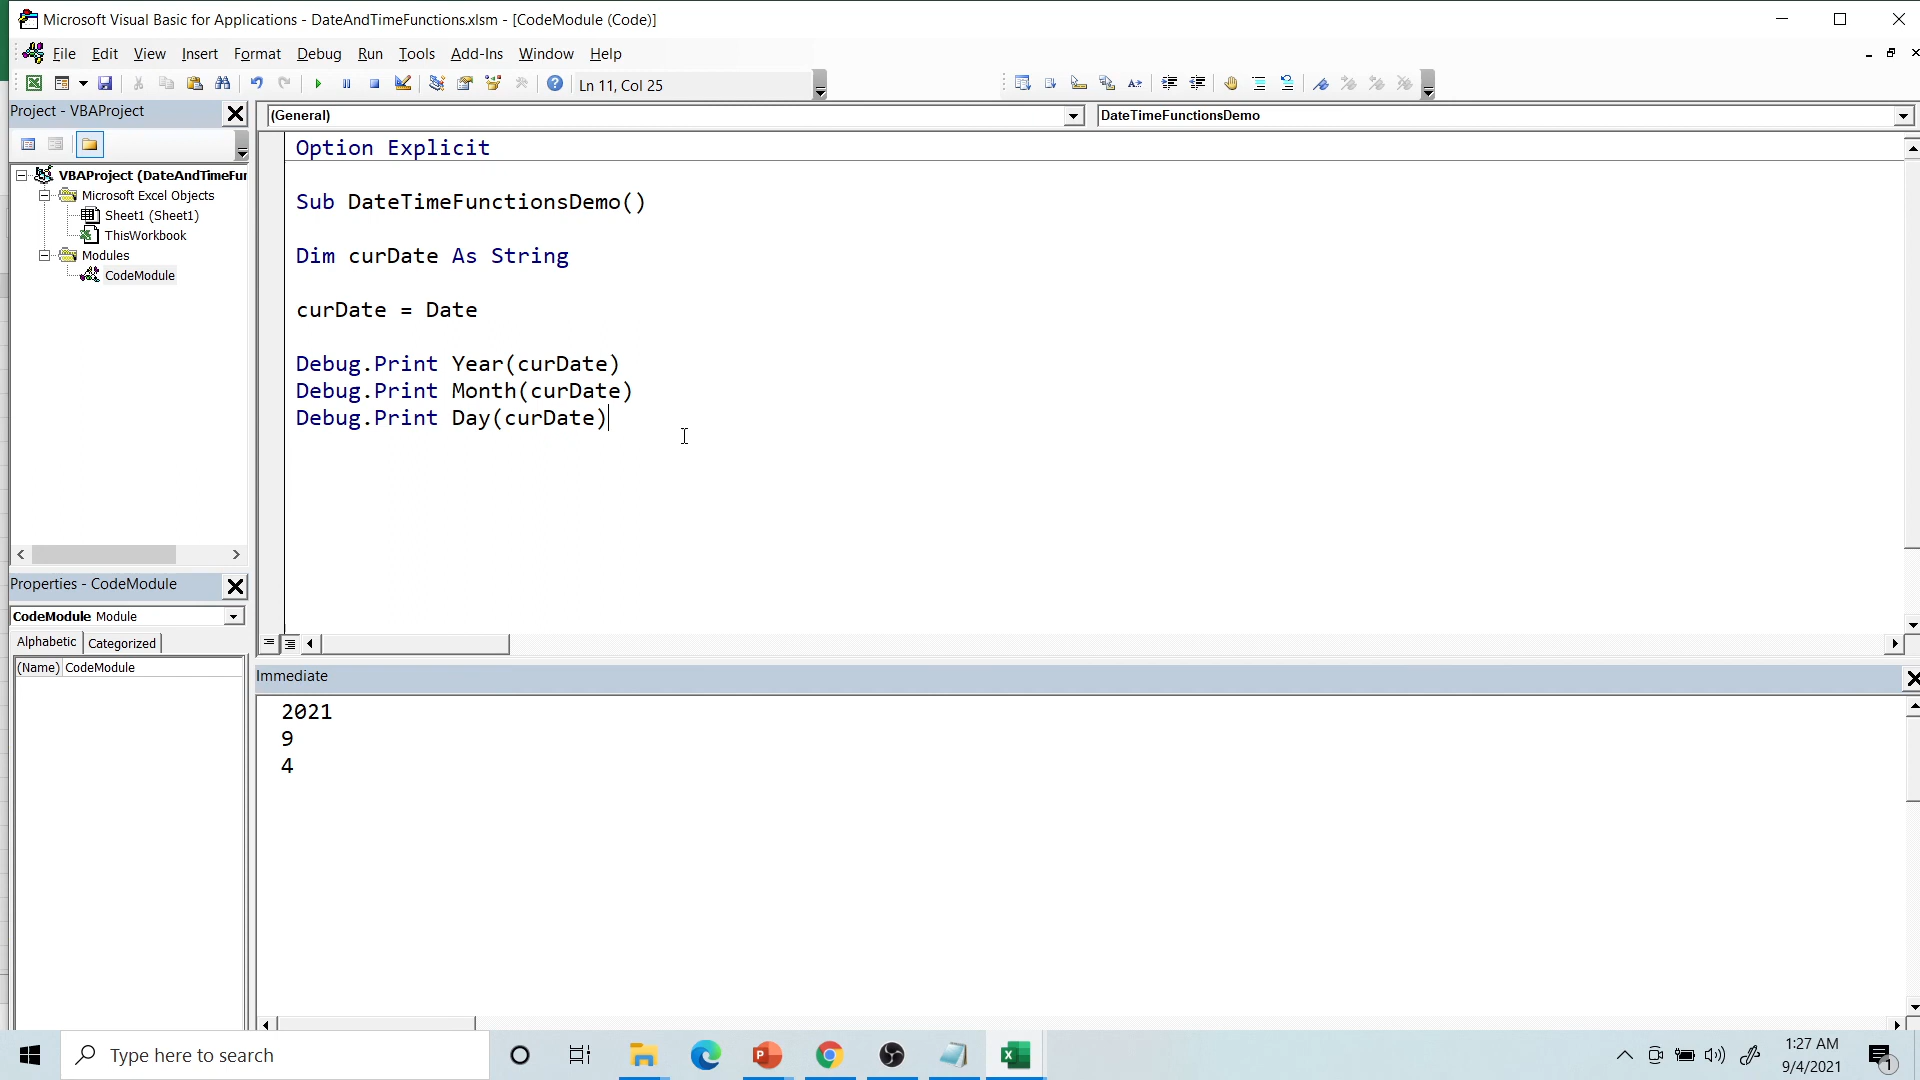 Microsoft Visual Basic for Applications - DateAndTimeFunctions.xlsm - [CodeModule (Code)]
File Edit View Insert Format Debug Run Tools Add-Ins Window Help
Ln 11, Col 25
Project - VBAProject
(General)
DateTimeFunctionsDemo
VBAProject (DateAndTimeFun
Microsoft Excel Objects
Sheet1 (Sheet1)
ThisWorkbook
Modules
CodeModule
Option Explicit
Sub DateTimeFunctionsDemo()
Dim curDate As String
curDate = Date
Debug.Print Year(curDate)
Debug.Print Month(curDate)
Debug.Print Day(curDate)
Properties - CodeModule
CodeModule Module
Alphabetic Categorized
(Name) CodeModule
Immediate
2021
9
4
Type here to search
1:27 AM
9/4/2021
1